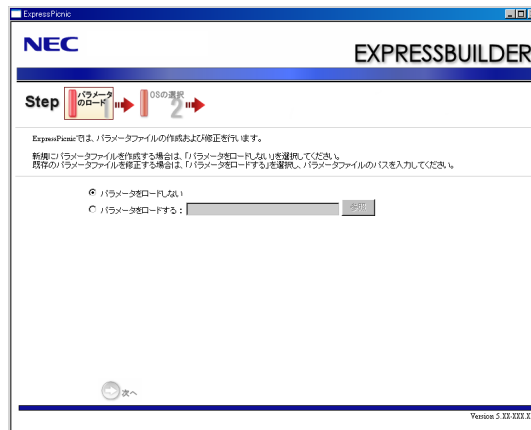 ExpressPicnic
NEC
EXPRESSBUILDER
Step パラメータのロード 1 OSの選択 2
ExpressPicnicでは、パラメータファイルの作成および修正を行います。
新規にパラメータファイルを作成する場合は、「パラメータをロードしない」を選択してください。
既存のパラメータファイルを修正する場合は、「パラメータをロードする」を選択し、パラメータファイルのパスを入力してください。
パラメータをロードしない
パラメータをロードする：
参照
次へ
Version 5.XX-XXX.X